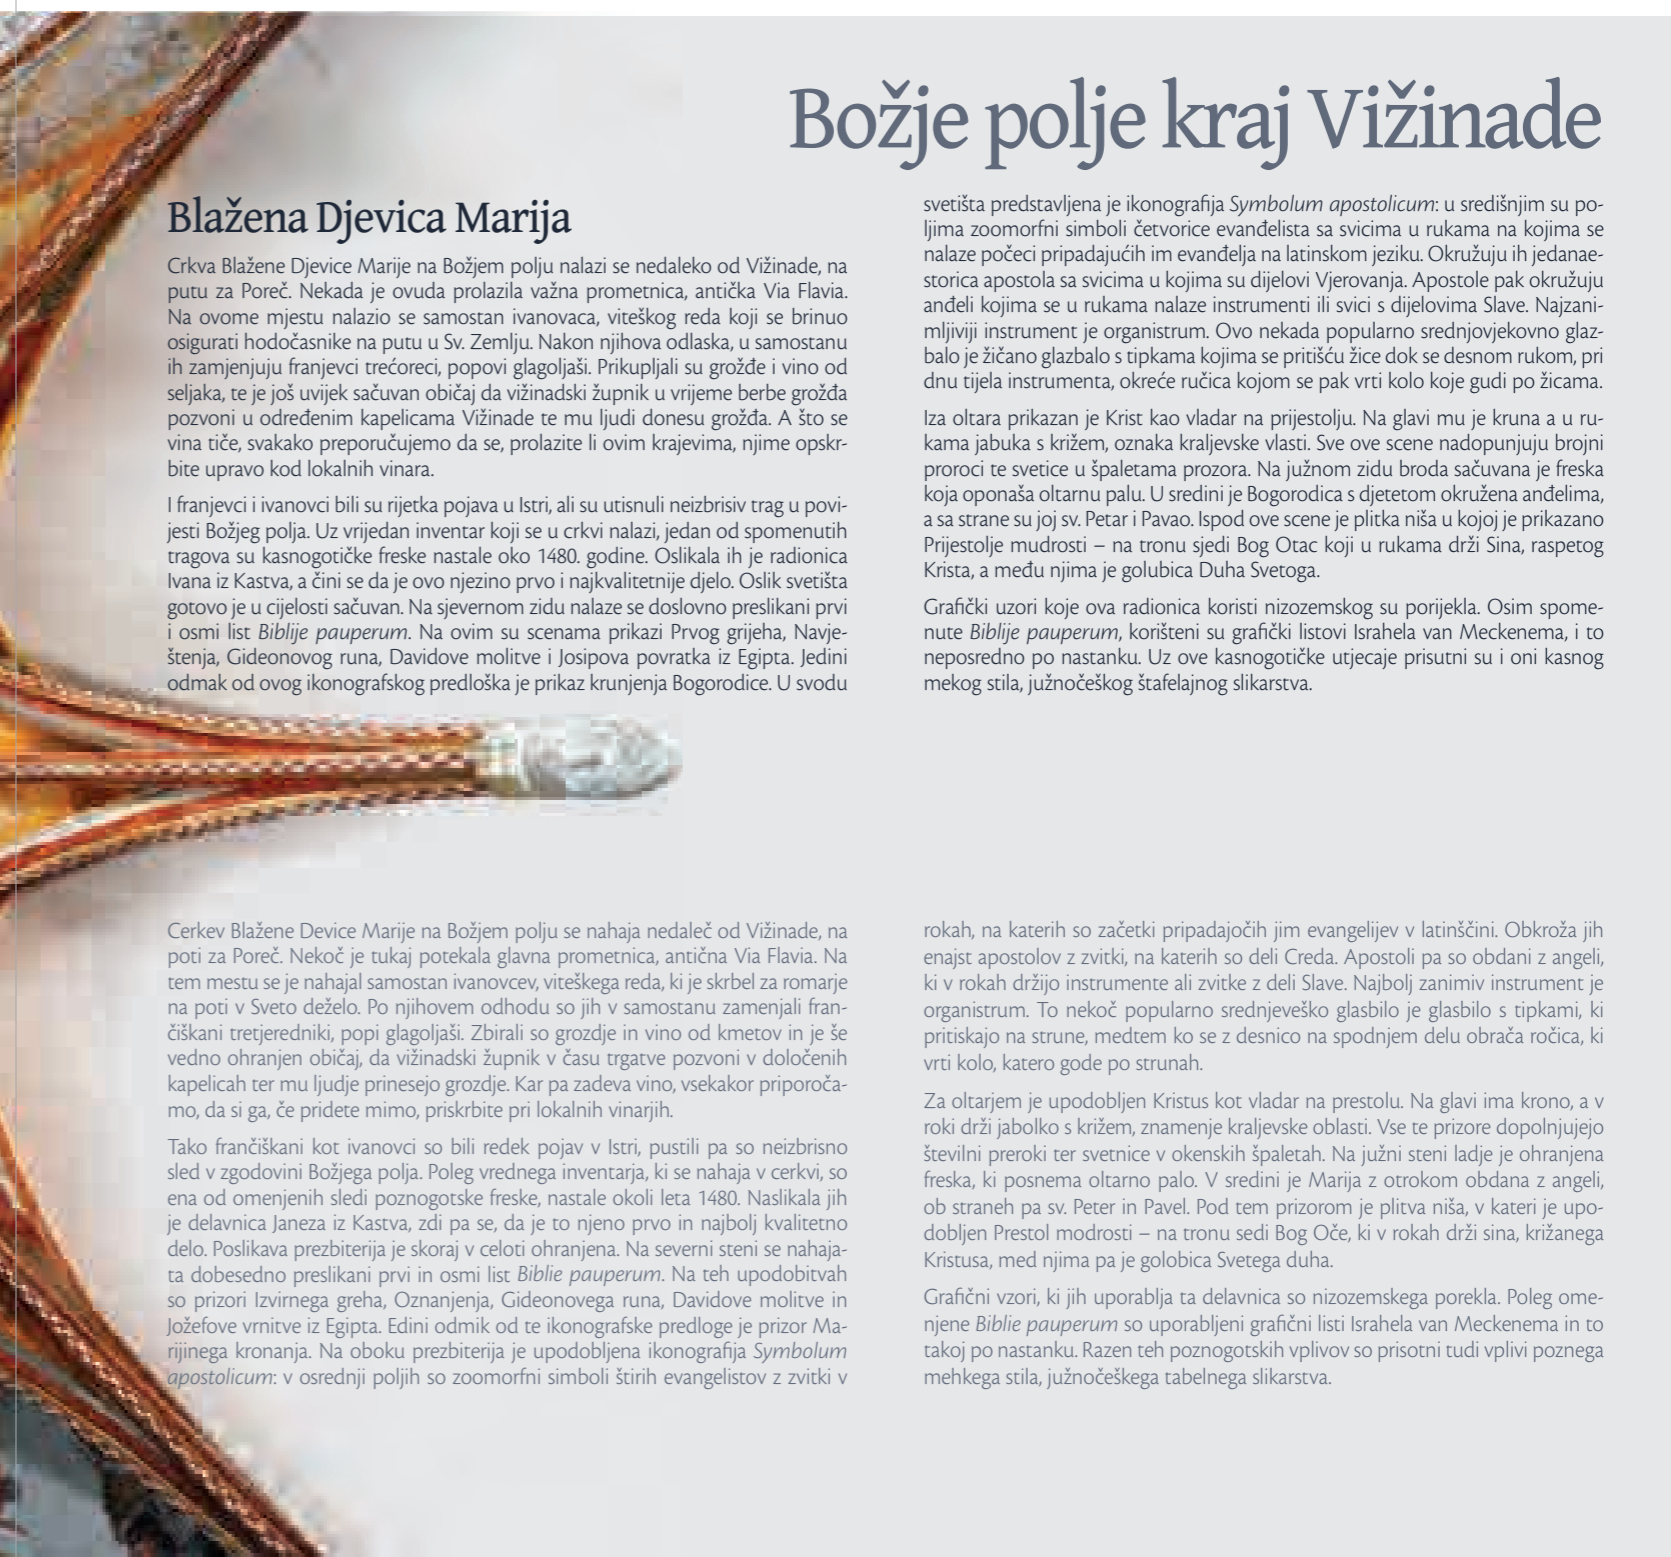 Božje polje kraj Vižinade
Blažena Djevica Marija
Crkva Blažene Djevice Marije na Božjem polju nalazi se nedaleko od Vižinade, na
putu za Poreč. Nekada je ovuda prolazila važna prometnica, antička Via Flavia.
Na ovome mjestu nalazio se samostan ivanovaca, viteškog reda koji se brinuo
osigurati hodočasnike na putu u Sv. Zemlju. Nakon njihova odlaska, u samostanu
ih zamjenjuju franjevci trećoreci, popovi glagoljaši. Prikupljali su grožđe i vino od
seljaka, te je još uvijek sačuvan običaj da vižinadski župnik u vrijeme berbe grožđa
pozvoni u određenim kapelicama Vižinade te mu ljudi donesu grožđa. A što se
vina tiče, svakako preporučujemo da se, prolazite li ovim krajevima, njime opskr-
bite upravo kod lokalnih vinara.
I franjevci i ivanovci bili su rijetka pojava u Istri, ali su utisnuli neizbrisiv trag u povi-
jesti Božjeg polja. Uz vrijedan inventar koji se u crkvi nalazi, jedan od spomenutih
tragova su kasnogotičke freske nastale oko 1480. godine. Oslikala ih je radionica
Ivana iz Kastva, a čini se da je ovo njezino prvo i najkvalitetnije djelo. Oslik svetišta
gotovo je u cijelosti sačuvan. Na sjevernom zidu nalaze se doslovno preslikani prvi
i osmi list Biblije pauperum. Na ovim su scenama prikazi Prvog grijeha, Navje-
štenja, Gideonovog runa, Davidove molitve i Josipova povratka iz Egipta. Jedini
odmak od ovog ikonografskog predloška je prikaz krunjenja Bogorodice. U svodu
svetišta predstavljena je ikonografija Symbolum apostolicum: u središnjim su po-
ljima zoomorfni simboli četvorice evanđelista sa svicima u rukama na kojima se
nalaze počeci pripadajućih im evanđelja na latinskom jeziku. Okružuju ih jedanae-
storica apostola sa svicima u kojima su dijelovi Vjerovanja. Apostole pak okružuju
anđeli kojima se u rukama nalaze instrumenti ili svici s dijelovima Slave. Najzani-
mljiviji instrument je organistrum. Ovo nekada popularno srednjovjekovno glaz-
balo je žičano glazbalo s tipkama kojima se pritišću žice dok se desnom rukom, pri
dnu tijela instrumenta, okreće ručica kojom se pak vrti kolo koje gudi po žicama.
Iza oltara prikazan je Krist kao vladar na prijestolju. Na glavi mu je kruna a u ru-
kama jabuka s križem, oznaka kraljevske vlasti. Sve ove scene nadopunjuju brojni
proroci te svetice u špaletama prozora. Na južnom zidu broda sačuvana je freska
koja oponaša oltarnu palu. U sredini je Bogorodica s djetetom okružena anđelima,
a sa strane su joj sv. Petar i Pavao. Ispod ove scene je plitka niša u kojoj je prikazano
Prijestolje mudrosti – na tronu sjedi Bog Otac koji u rukama drži Sina, raspetog
Krista, a među njima je golubica Duha Svetoga.
Grafički uzori koje ova radionica koristi nizozemskog su porijekla. Osim spome-
nute Biblije pauperum, korišteni su grafički listovi Israhela van Meckenema, i to
neposredno po nastanku. Uz ove kasnogotičke utjecaje prisutni su i oni kasnog
mekog stila, južnočeškog štafelajnog slikarstva.
Cerkev Blažene Device Marije na Božjem polju se nahaja nedaleč od Vižinade, na
poti za Poreč. Nekoč je tukaj potekala glavna prometnica, antična Via Flavia. Na
tem mestu se je nahajal samostan ivanovcev, viteškega reda, ki je skrbel za romarje
na poti v Sveto deželo. Po njihovem odhodu so jih v samostanu zamenjali fran-
čiškani tretjeredniki, popi glagoljaši. Zbirali so grozdje in vino od kmetov in je še
vedno ohranjen običaj, da vižinadski župnik v času trgatve pozvoni v določenih
kapelicah ter mu ljudje prinesejo grozdje. Kar pa zadeva vino, vsekakor priporoča-
mo, da si ga, če pridete mimo, priskrbite pri lokalnih vinarjih.
Tako frančiškani kot ivanovci so bili redek pojav v Istri, pustili pa so neizbrisno
sled v zgodovini Božjega polja. Poleg vrednega inventarja, ki se nahaja v cerkvi, so
ena od omenjenih sledi poznogotske freske, nastale okoli leta 1480. Naslikala jih
je delavnica Janeza iz Kastva, zdi pa se, da je to njeno prvo in najbolj kvalitetno
delo. Poslikava prezbiterija je skoraj v celoti ohranjena. Na severni steni se nahaja-
ta dobesedno preslikani prvi in osmi list Biblie pauperum. Na teh upodobitvah
so prizori Izvirnega greha, Oznanjenja, Gideonovega runa, Davidove molitve in
Jožefove vrnitve iz Egipta. Edini odmik od te ikonografske predloge je prizor Ma-
rijinega kronanja. Na oboku prezbiterija je upodobljena ikonografija Symbolum
apostolicum: v osrednji poljih so zoomorfni simboli štirih evangelistov z zvitki v
rokah, na katerih so začetki pripadajočih jim evangelijev v latinščini. Obkroža jih
enajst apostolov z zvitki, na katerih so deli Creda. Apostoli pa so obdani z angeli,
ki v rokah držijo instrumente ali zvitke z deli Slave. Najbolj zanimiv instrument je
organistrum. To nekoč popularno srednjeveško glasbilo je glasbilo s tipkami, ki
pritiskajo na strune, medtem ko se z desnico na spodnjem delu obrača ročica, ki
vrti kolo, katero gode po strunah.
Za oltarjem je upodobljen Kristus kot vladar na prestolu. Na glavi ima krono, a v
roki drži jabolko s križem, znamenje kraljevske oblasti. Vse te prizore dopolnjujejo
številni preroki ter svetnice v okenskih špaletah. Na južni steni ladje je ohranjena
freska, ki posnema oltarno palo. V sredini je Marija z otrokom obdana z angeli,
ob straneh pa sv. Peter in Pavel. Pod tem prizorom je plitva niša, v kateri je upo-
dobljen Prestol modrosti – na tronu sedi Bog Oče, ki v rokah drži sina, križanega
Kristusa, med njima pa je golobica Svetega duha.
Grafični vzori, ki jih uporablja ta delavnica so nizozemskega porekla. Poleg ome-
njene Biblie pauperum so uporabljeni grafični listi Israhela van Meckenema in to
takoj po nastanku. Razen teh poznogotskih vplivov so prisotni tudi vplivi poznega
mehkega stila, južnočeškega tabelnega slikarstva.